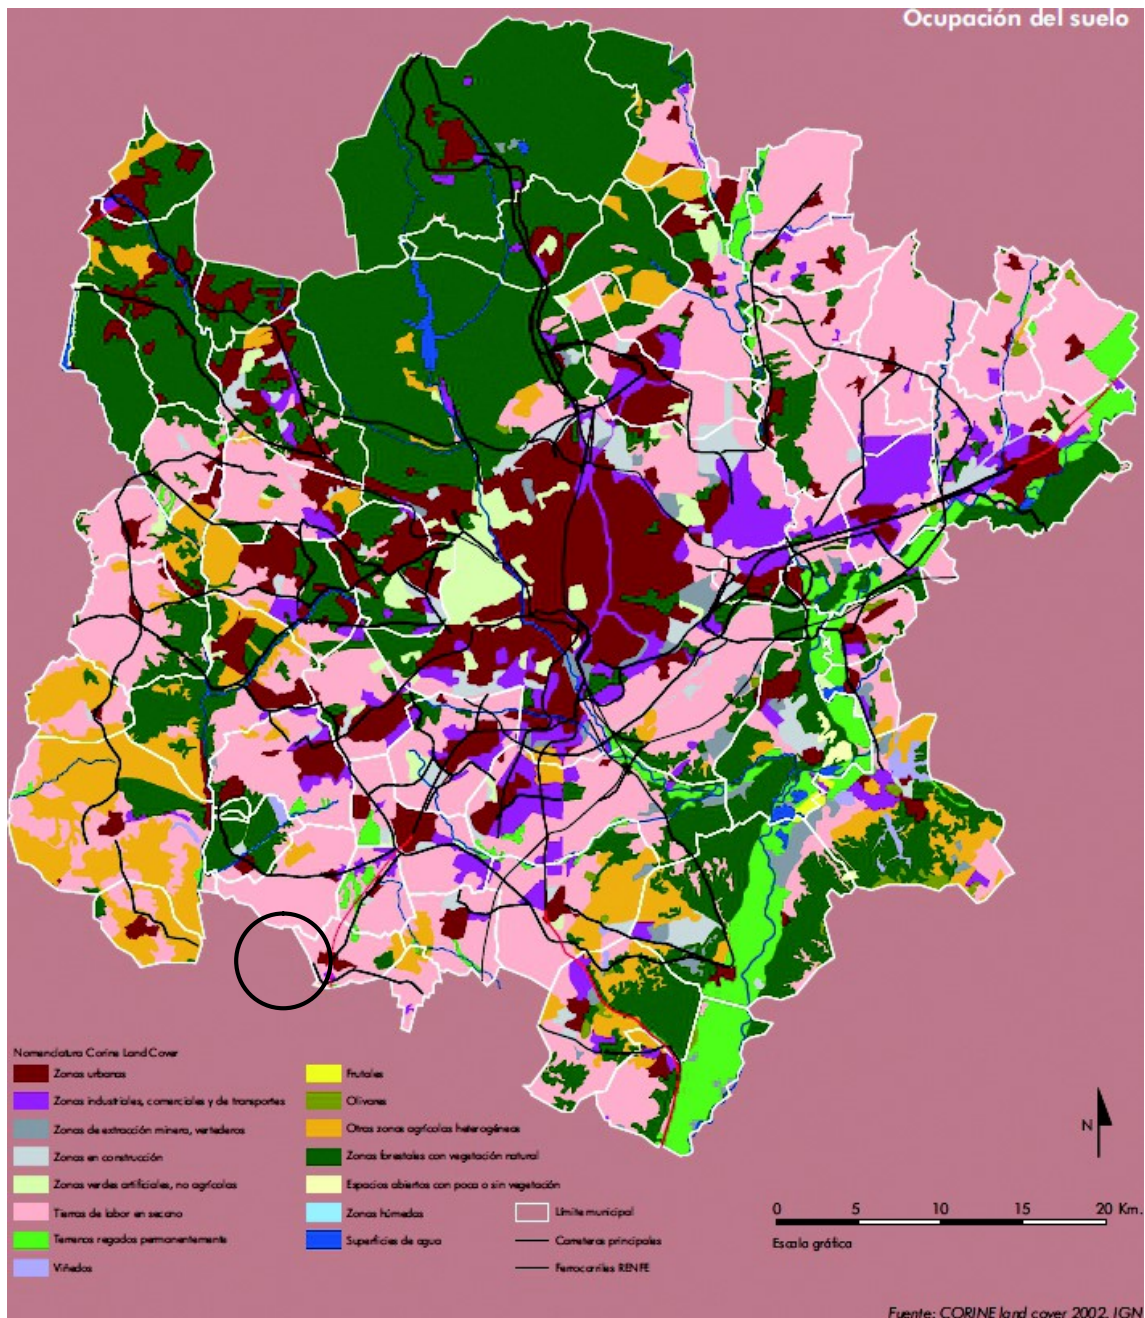 Ocupación del suelo
Nomenclatura Corine Land Cover
Zonas urbanas
Zonas industriales, comerciales y de transportes
Zonas de extracción minera, vertederos
Zonas en construcción
Zonas verdes artificiales, no agrícolas
Tierras de labor en secano
Terrenos regados permanentemente
Viñedos
Frutales
Olivares
Otras zonas agrícolas heterogéneas
Zonas forestales con vegetación natural
Espacios abiertos con poca o sin vegetación
Zonas húmedas
Superficies de agua
Límite municipal
Carreteras principales
Ferrocarriles RENFE
N
0 5 10 15 20 Km.
Escala gráfica
Fuente: CORINE land cover 2002. IGN